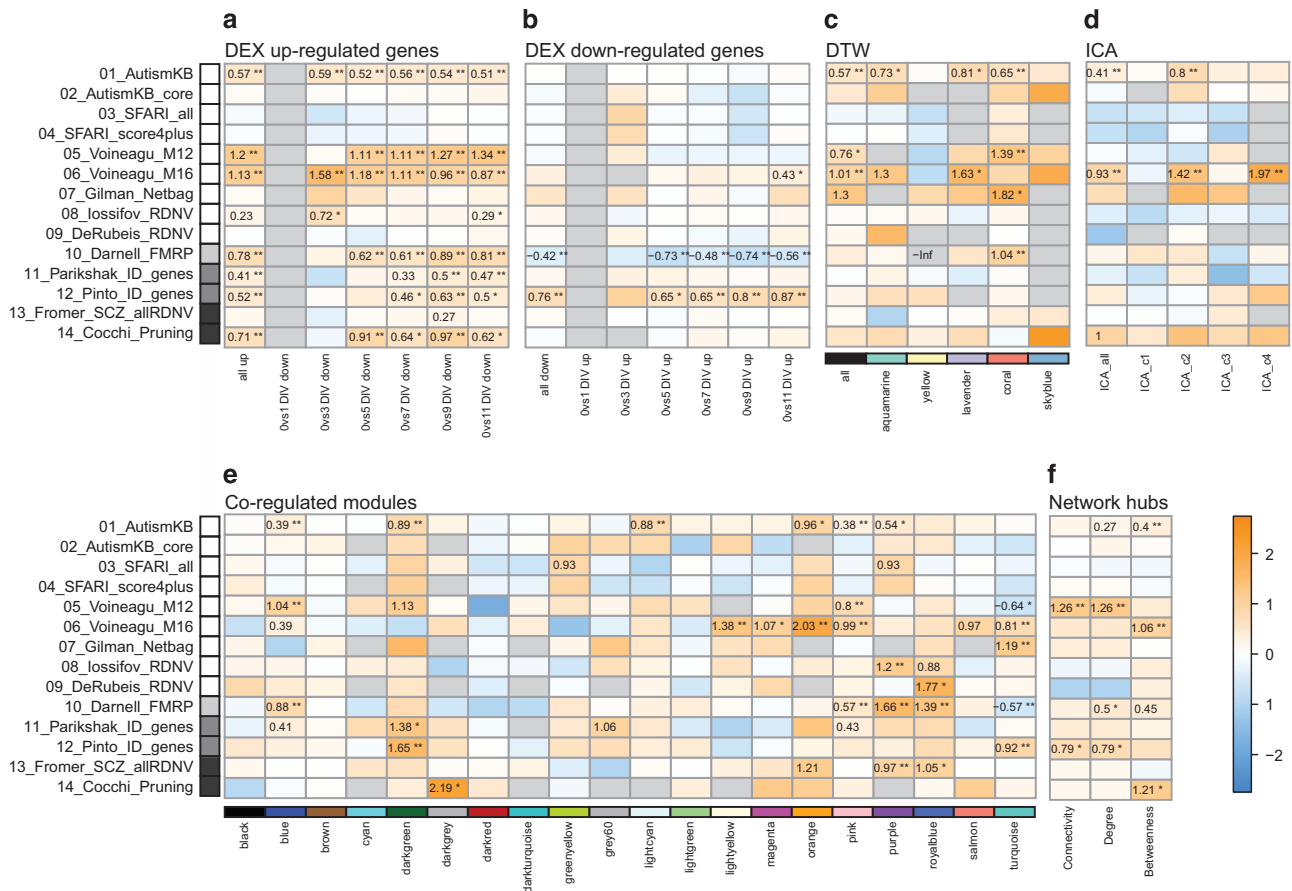 a
DEX up-regulated genes
b
DEX down-regulated genes
c
DTW
d
ICA
01_AutismKB 0.57 ** 0.59 ** 0.52 ** 0.56 ** 0.54 ** 0.51 ** 0.57 ** 0.73 * 0.81 * 0.65 ** 0.41 ** 0.8 **
02_AutismKB_core
03_SFARI_all
04_SFARI_score4plus
05_Voineagu_M12 1.2 ** 1.11 ** 1.11 ** 1.27 ** 1.34 ** 0.76 * 1.39 **
06_Voineagu_M16 1.13 ** 1.58 ** 1.18 ** 1.11 ** 0.96 ** 0.87 ** 0.43 * 1.01 ** 1.3 1.63 * 0.93 ** 1.42 ** 1.97 **
07_Gilman_Netbag 1.3 1.82 *
08_Iossifov_RDNV 0.23 0.72 * 0.29 *
09_DeRubeis_RDNV
10_Darnell_FMRP 0.78 ** 0.62 ** 0.61 ** 0.89 ** 0.81 ** −0.42 ** −0.73 ** −0.48 ** −0.74 ** −0.56 ** −Inf 1.04 **
11_Parikshak_ID_genes 0.41 ** 0.33 0.5 ** 0.47 **
12_Pinto_ID_genes 0.52 ** 0.46 * 0.63 ** 0.5 * 0.76 ** 0.65 * 0.65 ** 0.8 ** 0.87 **
13_Fromer_SCZ_allRDNV 0.27
14_Cocchi_Pruning 0.71 ** 0.91 ** 0.64 * 0.97 ** 0.62 * 1
all up 0vs1 DIV down 0vs3 DIV down 0vs5 DIV down 0vs7 DIV down 0vs9 DIV down 0vs11 DIV down
all down 0vs1 DIV up 0vs3 DIV up 0vs5 DIV up 0vs7 DIV up 0vs9 DIV up 0vs11 DIV up
all aquamarine yellow lavender coral skyblue
ICA_all ICA_c1 ICA_c2 ICA_c3 ICA_c4
e
Co-regulated modules
f
Network hubs
01_AutismKB 0.39 ** 0.89 ** 0.88 ** 0.96 * 0.38 ** 0.54 * 0.27 0.4 **
02_AutismKB_core
03_SFARI_all 0.93 0.93
04_SFARI_score4plus
05_Voineagu_M12 1.04 ** 1.13 0.8 ** −0.64 * 1.26 ** 1.26 **
06_Voineagu_M16 0.39 1.38 ** 1.07 * 2.03 ** 0.99 ** 0.97 0.81 ** 1.06 **
07_Gilman_Netbag 1.19 **
08_Iossifov_RDNV 1.2 ** 0.88
09_DeRubeis_RDNV 1.77 *
10_Darnell_FMRP 0.88 ** 0.57 ** 1.66 ** 1.39 ** −0.57 ** 0.5 * 0.45
11_Parikshak_ID_genes 0.41 1.38 * 1.06 0.43
12_Pinto_ID_genes 1.65 ** 0.92 ** 0.79 * 0.79 *
13_Fromer_SCZ_allRDNV 1.21 0.97 ** 1.05 *
14_Cocchi_Pruning 2.19 * 1.21 *
black blue brown cyan darkgreen darkgrey darkred darkturquoise greenyellow grey60 lightcyan lightgreen lightyellow magenta orange pink purple royalblue salmon turquoise
Connectivity Degree Betweenness
2
1
0
1
−2